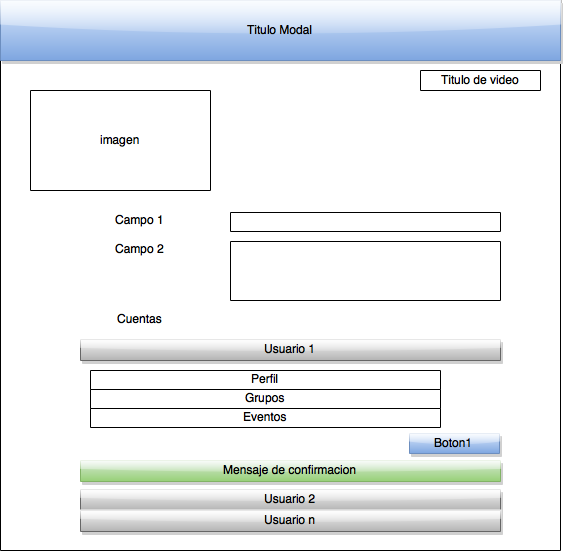 Titulo Modal
Titulo de video
imagen
Campo 1
Campo 2
Cuentas
Usuario 1
Perfil
Grupos
Eventos
Boton1
Mensaje de confirmacion
Usuario 2
Usuario n